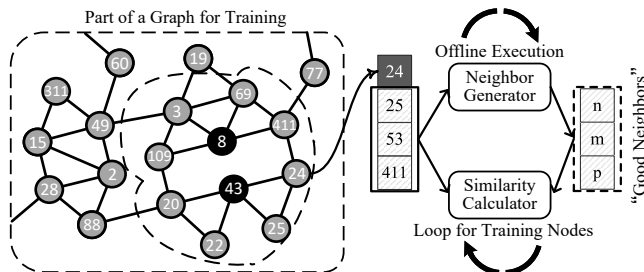 Part of a Graph for Training
60
19
77
311
69
3
49
411
15
8
109
2
24
28
43
20
88
22
25
24
25
53
411
Offline Execution
Neighbor
Generator
Similarity
Calculator
Loop for Training Nodes
n
m
p
“Good Neighbors”